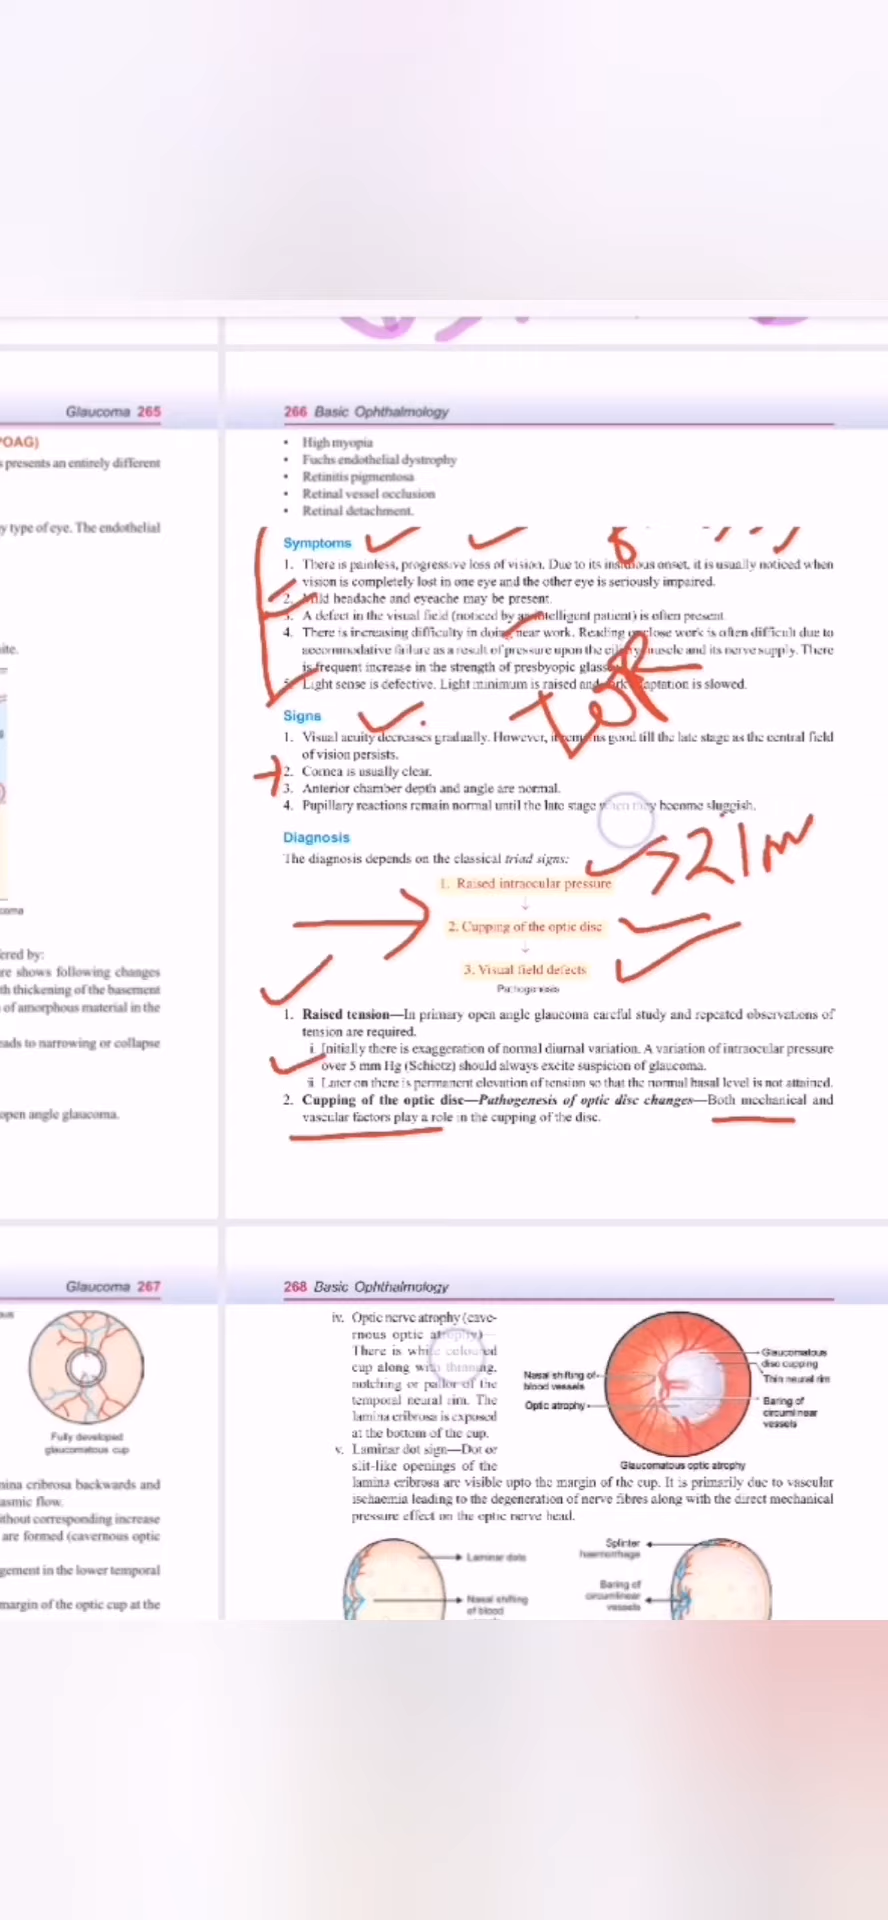 Glaucoma 265
OAG)
presents an entirely different
y type of eye. The endothelial
ered by:
re shows following changes
th thickening of the basement
of amorphous material in the
eads to narrowing or collapse
open angle glaucoma.
266 Basic Ophthalmology
• High myopia
• Fuchs endothelial dystrophy
• Retinitis pigmentosa
• Retinal vessel occlusion
• Retinal detachment.
Symptoms
1. There is painless, progressive loss of vision. Due to its insidious onset, it is usually noticed when
vision is completely lost in one eye and the other eye is seriously impaired.
2. Mild headache and eyeache may be present.
3. A defect in the visual field (noticed by an intelligent patient) is often present
4. There is increasing difficulty in doing near work. Reading or close work is often difficult due to
accommodative failure as a result of pressure upon the ciliary muscle and its nerve supply. There
is frequent increase in the strength of presbyopic glasses
5. Light sense is defective. Light minimum is raised and dark adaptation is slowed.
Signs
1. Visual acuity decreases gradually. However, it remains good till the late stage as the central field
of vision persists.
2. Cornea is usually clear.
3. Anterior chamber depth and angle are normal.
4. Pupillary reactions remain normal until the late stage when they become sluggish.
Diagnosis
The diagnosis depends on the classical triad signs:
>21m
1. Raised intraocular pressure
↓
2. Cupping of the optic disc
↓
3. Visual field defects
Pathogenesis
1. Raised tension—In primary open angle glaucoma careful study and repeated observations of
tension are required.
i. Initially there is exaggeration of normal diurnal variation. A variation of intraocular pressure
over 5 mm Hg (Schiotz) should always excite suspicion of glaucoma.
ii. Later on there is permanent elevation of tension so that the normal basal level is not attained.
2. Cupping of the optic disc—Pathogenesis of optic disc changes—Both mechanical and
vascular factors play a role in the cupping of the disc.
Glaucoma 267
Fully developed
glaucomatous cup
mina cribrosa backwards and
asmic flow.
ithout corresponding increase
are formed (cavernous optic
gement in the lower temporal
margin of the optic cup at the
268 Basic Ophthalmology
iv. Optic nerve atrophy (cave-
rnous optic atrophy)—
There is white coloured
cup along with thinning,
notching or pallor of the
temporal neural rim. The
lamina cribrosa is exposed
at the bottom of the cup.
v. Laminar dot sign—Dot or
slit-like openings of the
lamina cribrosa are visible upto the margin of the cup. It is primarily due to vascular
ischaemia leading to the degeneration of nerve fibres along with the direct mechanical
pressure effect on the optic nerve head.
Nasal shifting of
blood vessels
Optic atrophy
Glaucomatous
disc cupping
Thin neural rim
Baring of
circumlinear
vessels
Glaucomatous optic atrophy
Laminar dots
Nasal shifting
of blood
Splinter
haemorrhage
Baring of
circumlinear
vessels